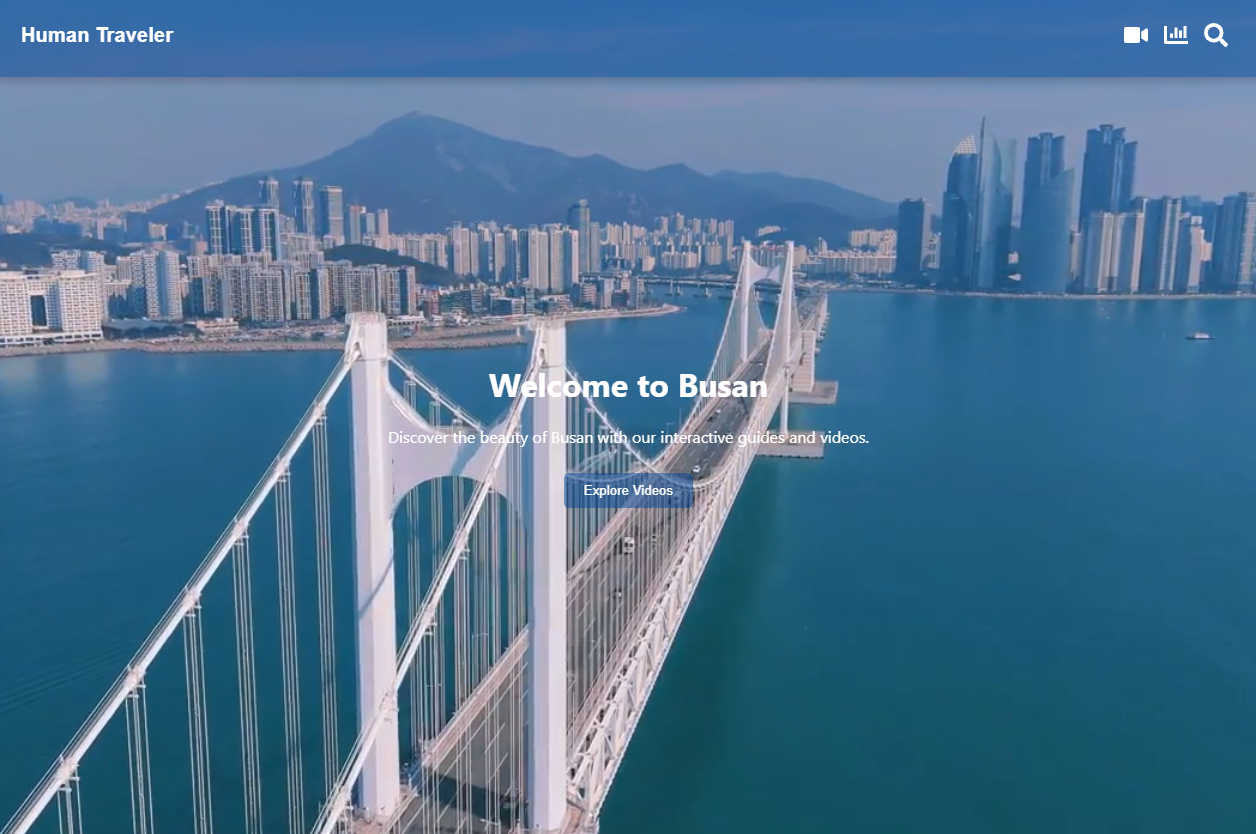 Human Traveler
Welcome to Busan
Discover the beauty of Busan with our interactive guides and videos.
Explore Videos